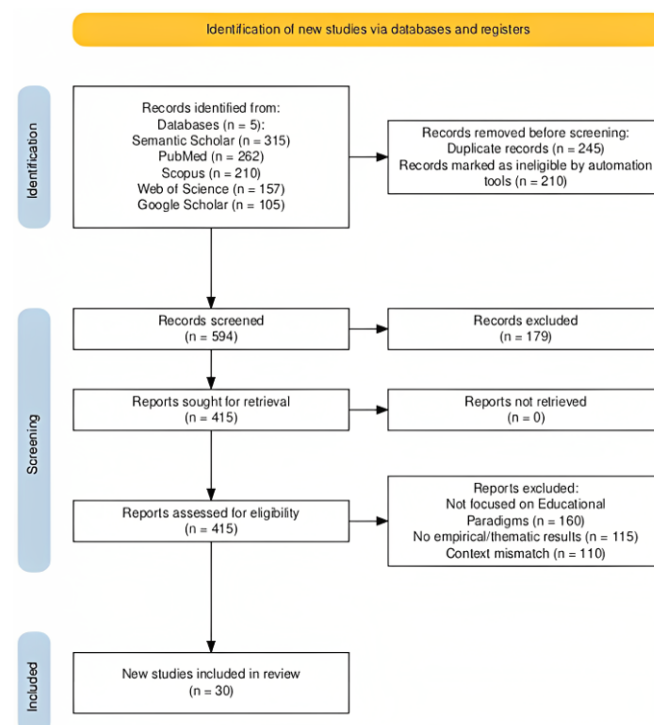 Identification of new studies via databases and registers
Identification
Records identified from:
Databases (n = 5):
Semantic Scholar (n = 315)
PubMed (n = 262)
Scopus (n = 210)
Web of Science (n = 157)
Google Scholar (n = 105)
Records removed before screening:
Duplicate records (n = 245)
Records marked as ineligible by automation
tools (n = 210)
Screening
Records screened
(n = 594)
Records excluded
(n = 179)
Reports sought for retrieval
(n = 415)
Reports not retrieved
(n = 0)
Reports assessed for eligibility
(n = 415)
Reports excluded:
Not focused on Educational
Paradigms (n = 160)
No empirical/thematic results (n = 115)
Context mismatch (n = 110)
Included
New studies included in review
(n = 30)